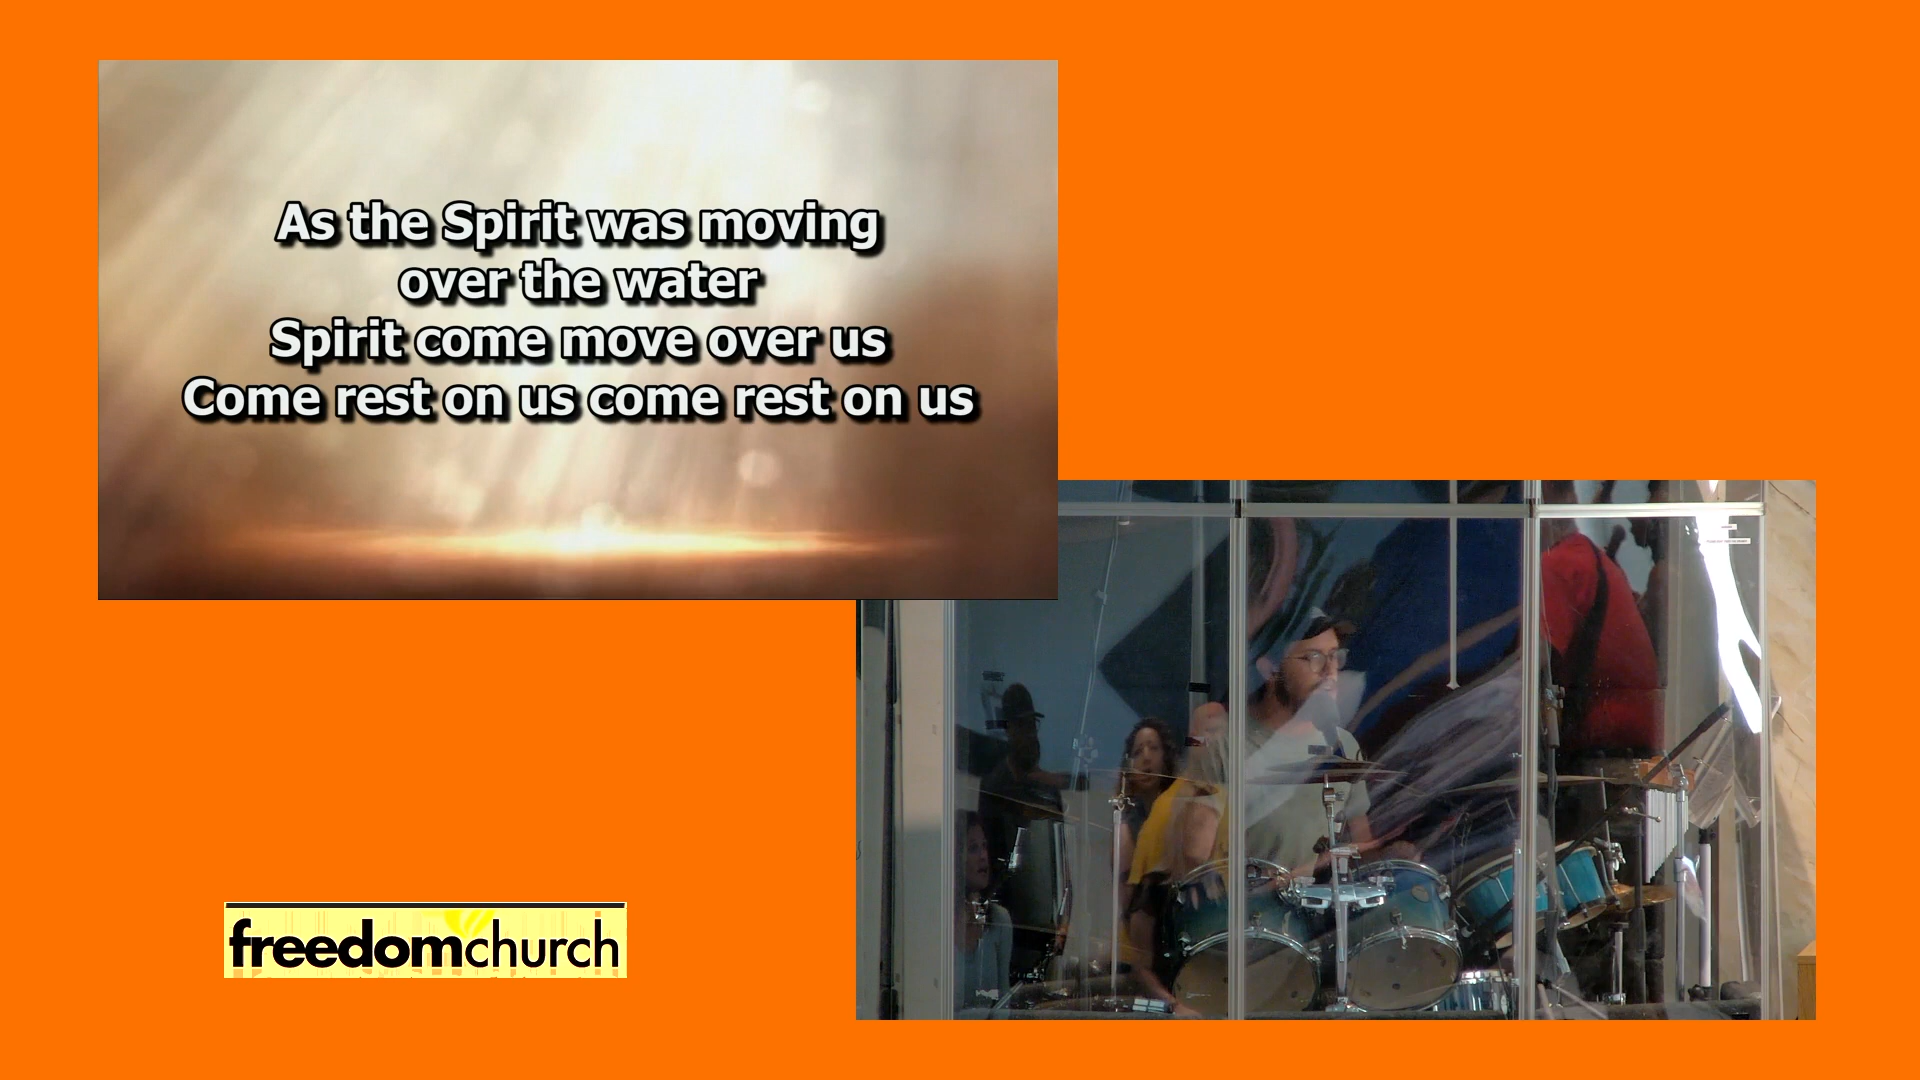 As the Spirit was moving
over the water
Spirit come move over us
Come rest on us come rest on us
freedomchurch